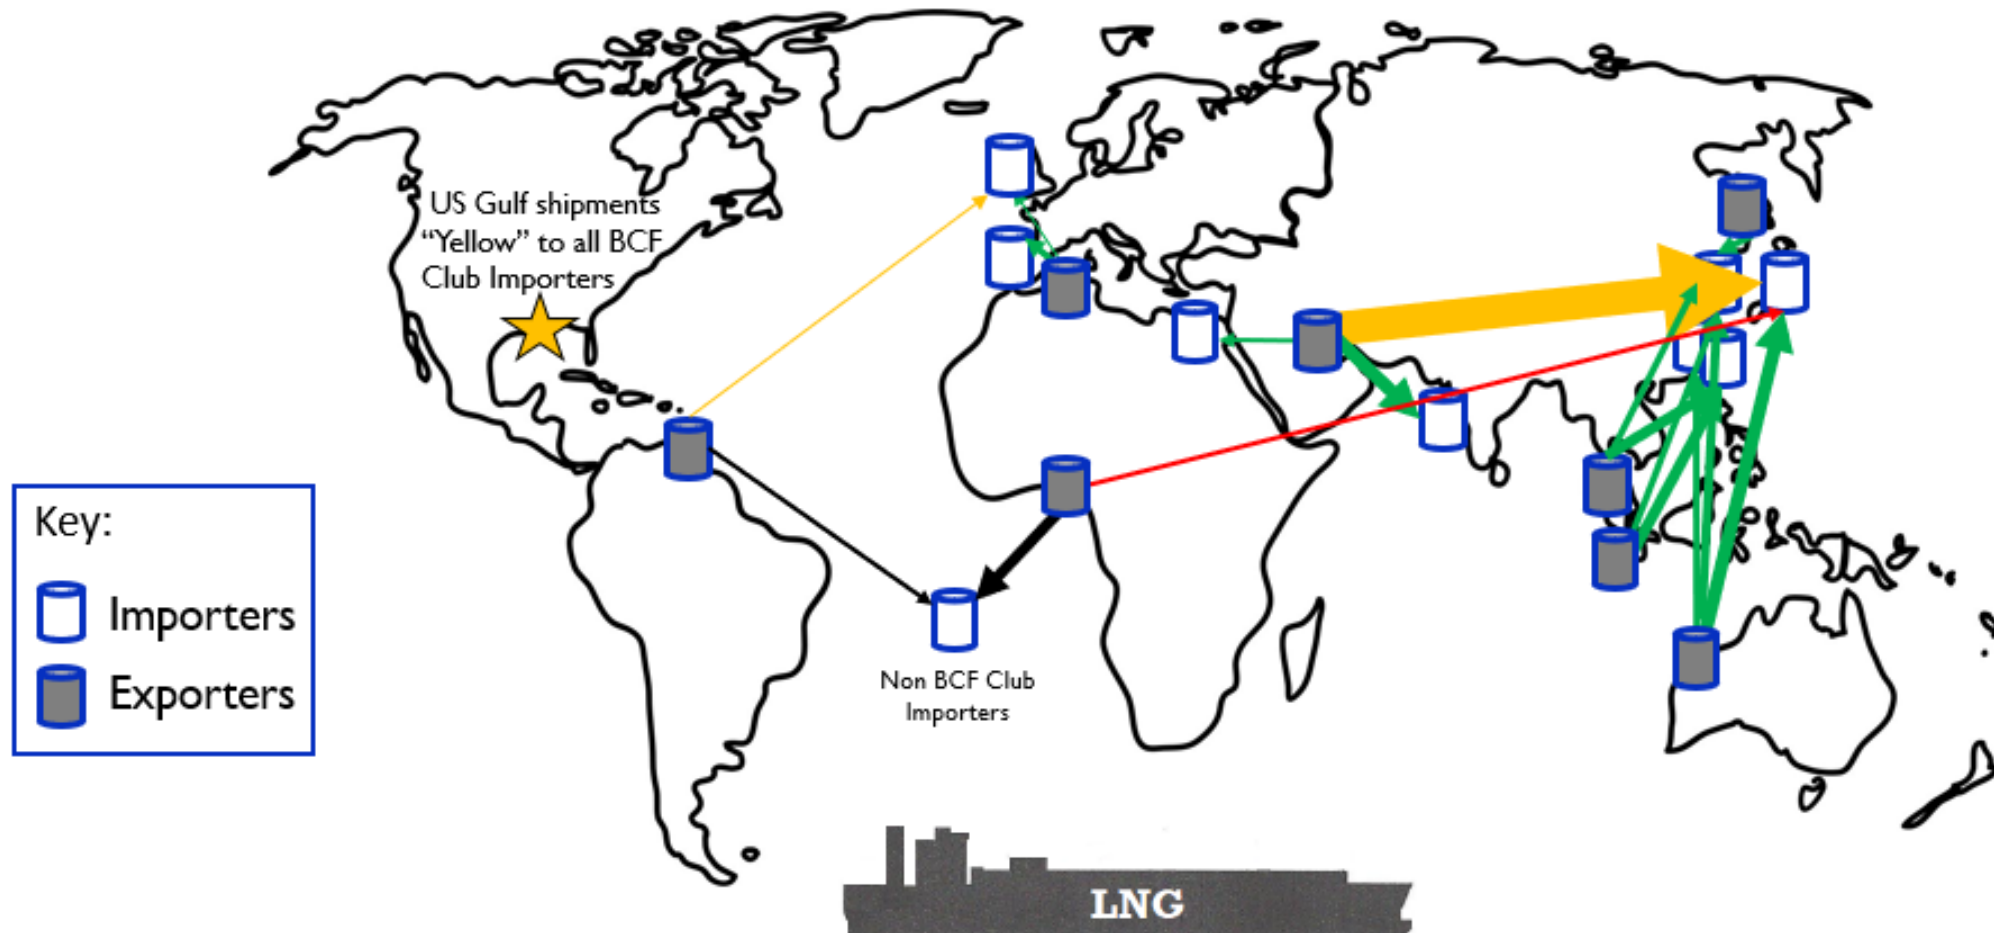 US Gulf shipments
“Yellow” to all BCF
Club Importers
Key:
Importers
Exporters
Non BCF Club
Importers
LNG